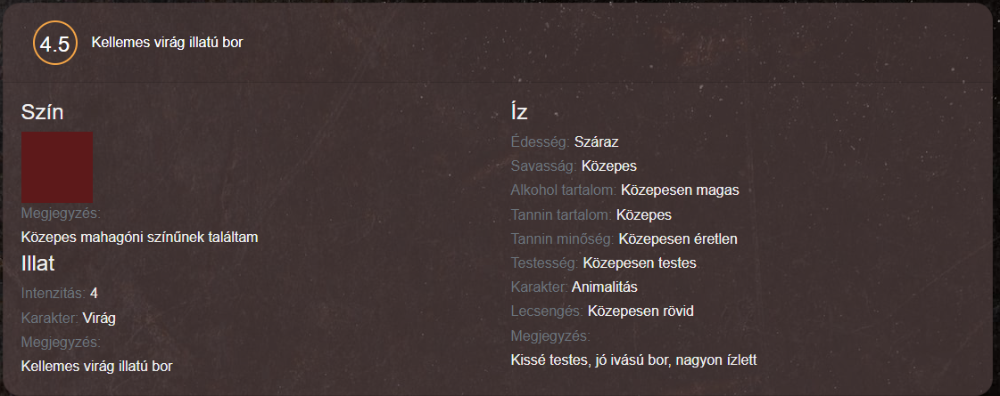 4.5 Kellemes virág illatú bor
Szín
Megjegyzés:
Közepes mahagóni színűnek találtam
Illat
Intenzitás: 4
Karakter: Virág
Megjegyzés:
Kellemes virág illatú bor
Íz
Édesség: Száraz
Savasság: Közepes
Alkohol tartalom: Közepesen magas
Tannin tartalom: Közepes
Tannin minőség: Közepesen éretlen
Testesség: Közepesen testes
Karakter: Animalitás
Lecsengés: Közepesen rövid
Megjegyzés:
Kissé testes, jó ivású bor, nagyon ízlett